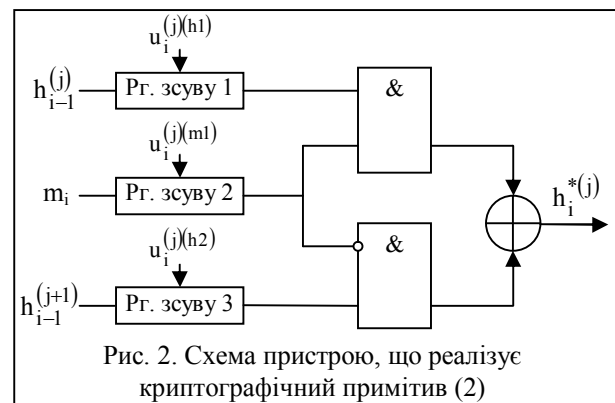 u_i^{(j)(h1)}
h_{i-1}^{(j)} Рг. зсуву 1 &
u_i^{(j)(m1)}
m_i Рг. зсуву 2 h_i^{*(j)}
u_i^{(j)(h2)} &
h_{i-1}^{(j+1)} Рг. зсуву 3
Рис. 2. Схема пристрою, що реалізує
криптографічний примітив (2)